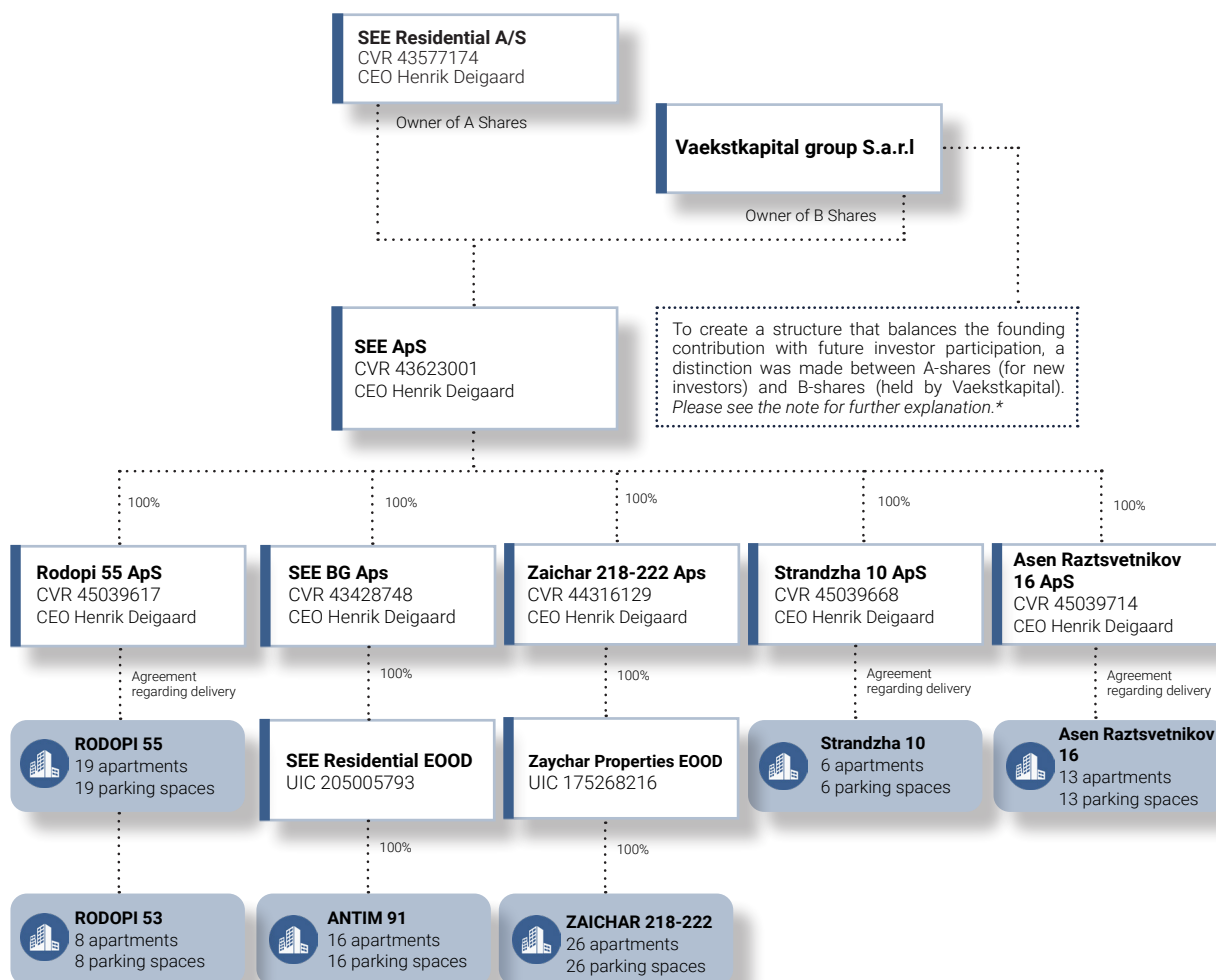 SEE Residential A/S
CVR 43577174
CEO Henrik Deigaard
Owner of A Shares
Vaekstkapital group S.a.r.l
Owner of B Shares
SEE ApS
CVR 43623001
CEO Henrik Deigaard
To create a structure that balances the founding
contribution with future investor participation, a
distinction was made between A-shares (for new
investors) and B-shares (held by Vaekstkapital).
Please see the note for further explanation.*
100%
100%
100%
100%
100%
Rodopi 55 ApS
CVR 45039617
CEO Henrik Deigaard
SEE BG Aps
CVR 43428748
CEO Henrik Deigaard
Zaichar 218-222 Aps
CVR 44316129
CEO Henrik Deigaard
Strandzha 10 ApS
CVR 45039668
CEO Henrik Deigaard
Asen Raztsvetnikov
16 ApS
CVR 45039714
CEO Henrik Deigaard
Agreement
regarding delivery
100%
100%
Agreement
regarding delivery
Agreement
regarding delivery
RODOPI 55
19 apartments
19 parking spaces
SEE Residential EOOD
UIC 205005793
Zaychar Properties EOOD
UIC 175268216
Strandzha 10
6 apartments
6 parking spaces
Asen Raztsvetnikov
16
13 apartments
13 parking spaces
100%
100%
RODOPI 53
8 apartments
8 parking spaces
ANTIM 91
16 apartments
16 parking spaces
ZAICHAR 218-222
26 apartments
26 parking spaces